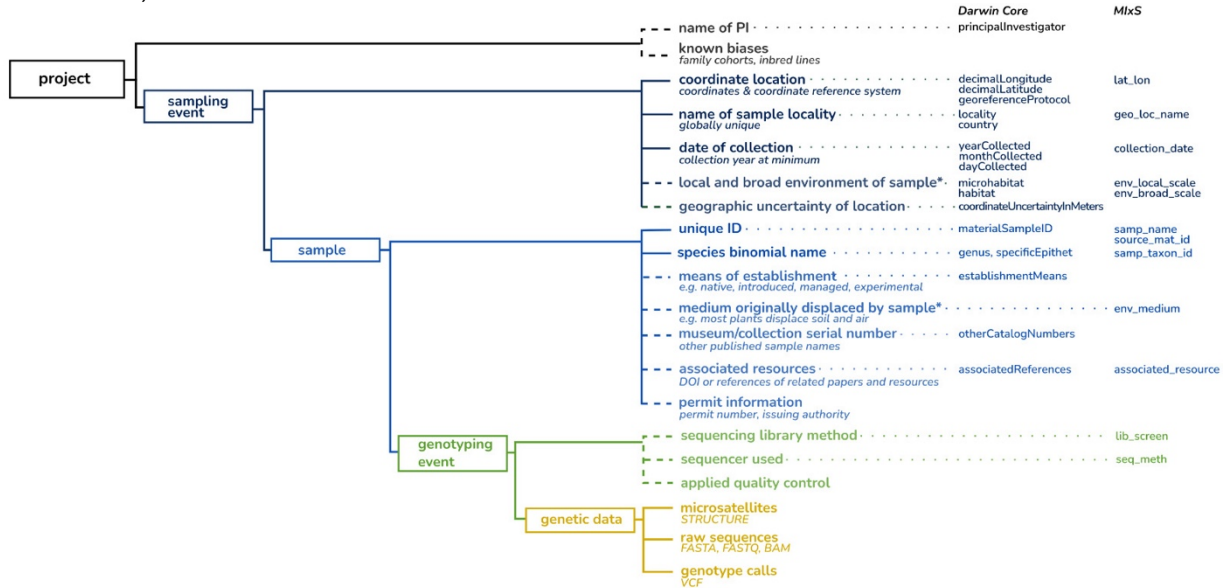 Darwin Core MIxS
name of PI principalInvestigator
known biases
family cohorts, inbred lines
project
coordinate location decimalLongitude lat_lon
coordinates & coordinate reference system decimalLatitude
georeferenceProtocol
sampling
event
name of sample locality locality geo_loc_name
globally unique country
date of collection yearCollected collection_date
collection year at minimum monthCollected
dayCollected
local and broad environment of sample* microhabitat env_local_scale
habitat env_broad_scale
geographic uncertainty of location coordinateUncertaintyInMeters
unique ID materialSampleID samp_name
source_mat_id
sample
species binomial name genus, specificEpithet samp_taxon_id
means of establishment establishmentMeans
e.g. native, introduced, managed, experimental
medium originally displaced by sample* env_medium
e.g. most plants displace soil and air
museum/collection serial number otherCatalogNumbers
other published sample names
associated resources associatedReferences associated_resource
DOI or references of related papers and resources
permit information
permit number, issuing authority
genotyping
event
sequencing library method lib_screen
sequencer used seq_meth
applied quality control
genetic data
microsatellites
STRUCTURE
raw sequences
FASTA, FASTQ, BAM
genotype calls
VCF